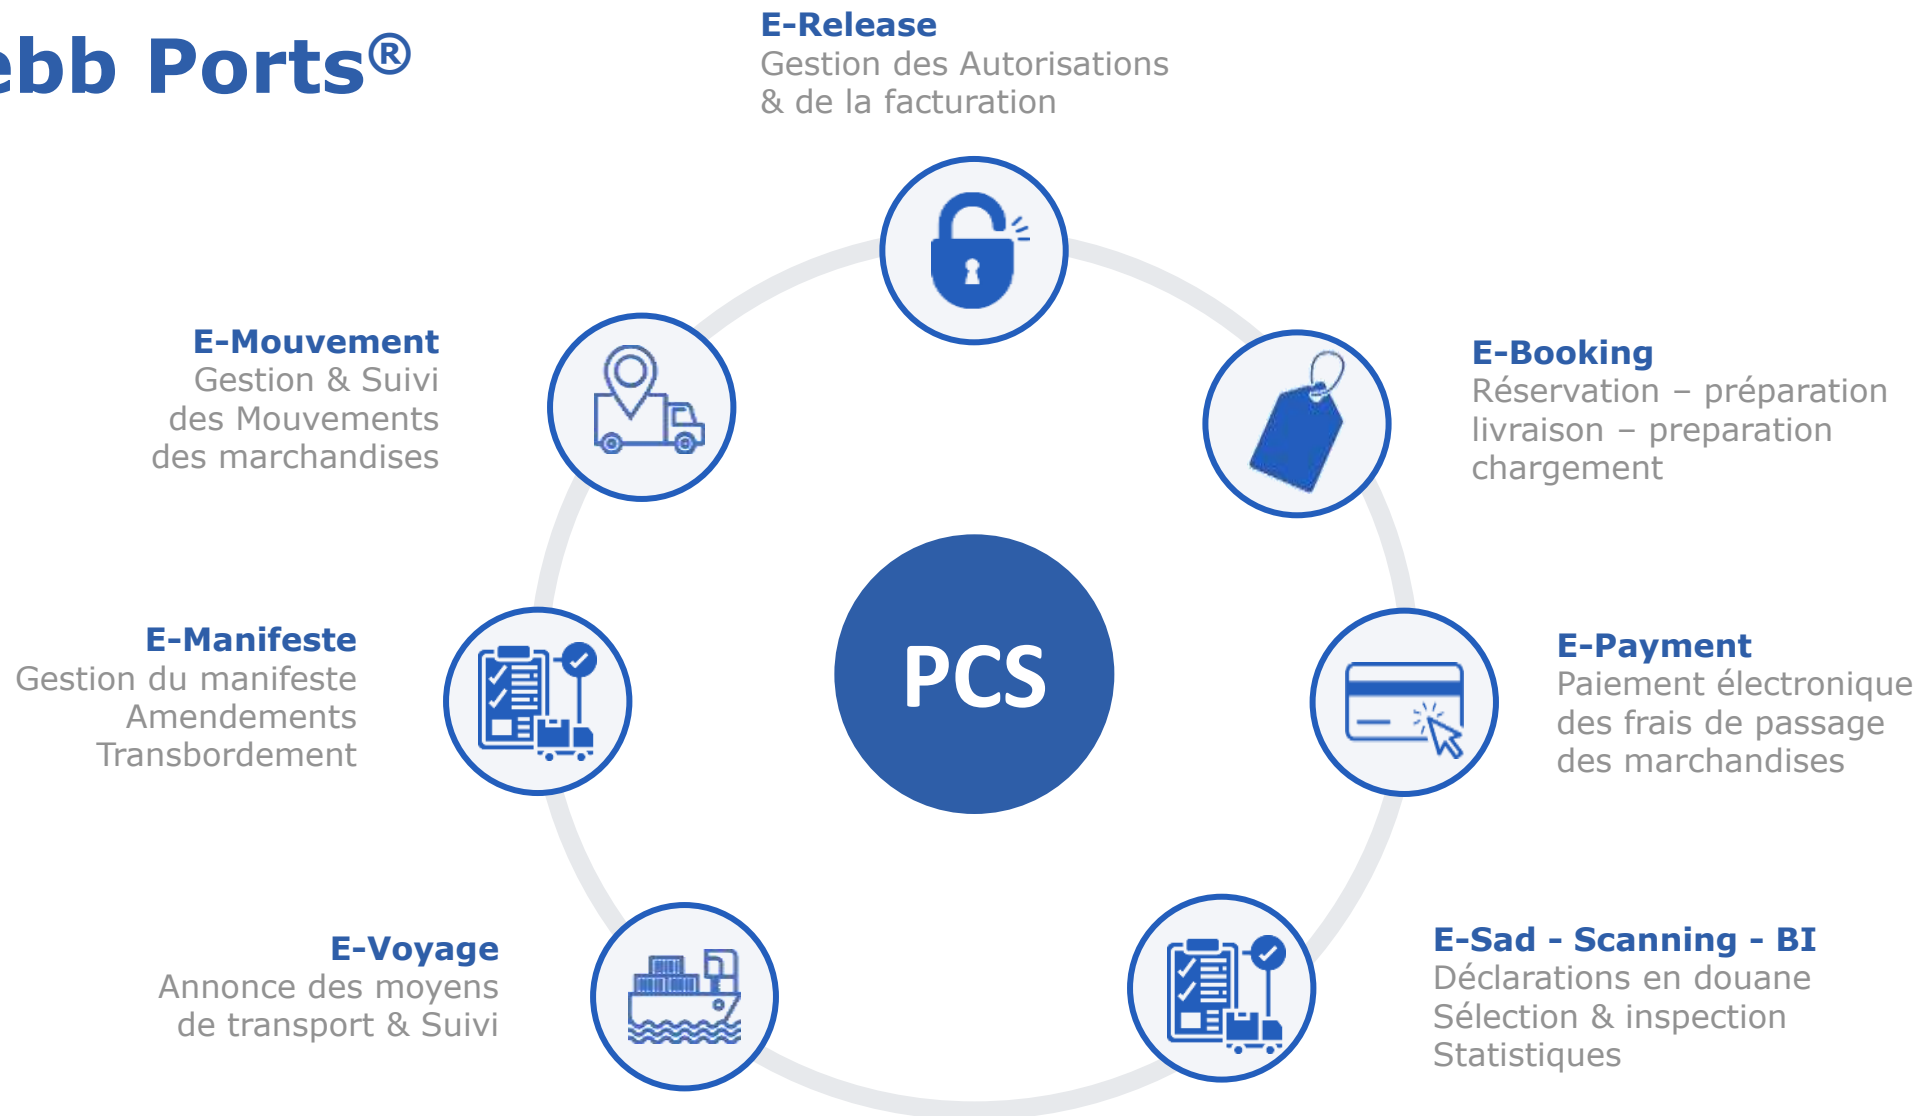 ebb Ports®
E-Release
Gestion des Autorisations
& de la facturation
E-Mouvement
Gestion & Suivi
des Mouvements
des marchandises
E-Booking
Réservation – préparation
livraison – preparation
chargement
E-Manifeste
Gestion du manifeste
Amendements
Transbordement
PCS
E-Payment
Paiement électronique
des frais de passage
des marchandises
E-Voyage
Annonce des moyens
de transport & Suivi
E-Sad - Scanning - BI
Déclarations en douane
Sélection & inspection
Statistiques